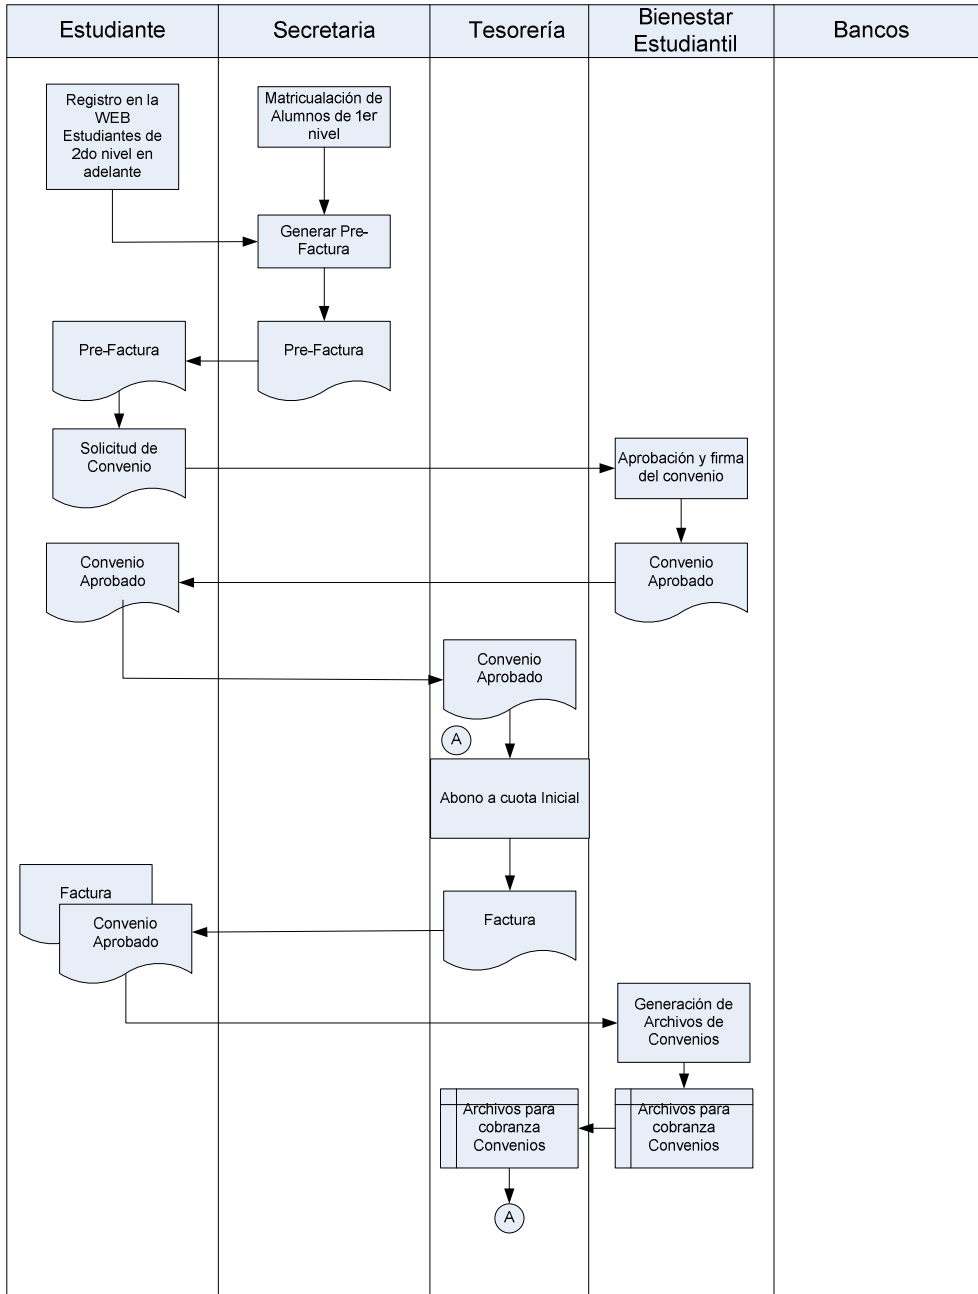 Estudiante
Secretaria
Tesorería
Bienestar
Estudiantil
Bancos
Registro en la
WEB
Estudiantes de
2do nivel en
adelante
Matricualación de
Alumnos de 1er
nivel
Generar Pre-
Factura
Pre-Factura
Pre-Factura
Solicitud de
Convenio
Aprobación y firma
del convenio
Convenio
Aprobado
Convenio
Aprobado
Convenio
Aprobado
A
Abono a cuota Inicial
Factura
Convenio
Aprobado
Factura
Generación de
Archivos de
Convenios
Archivos para
cobranza
Convenios
Archivos para
cobranza
Convenios
A